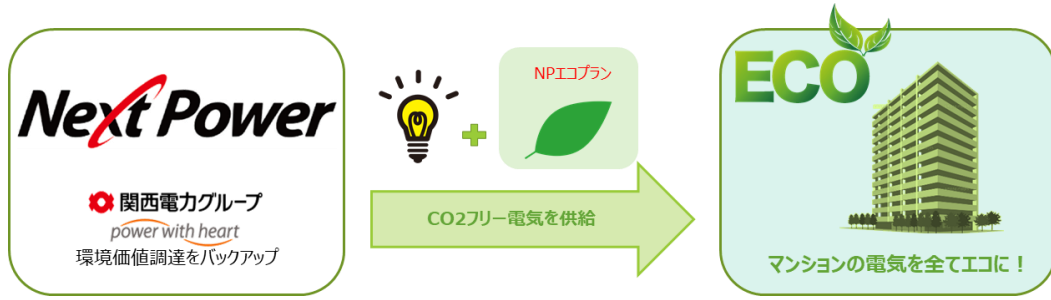 Next Power
関西電力グループ
power with heart
環境価値調達をバックアップ
NPエコプラン
CO2フリー電気を供給
ECO
マンションの電気を全てエコに！